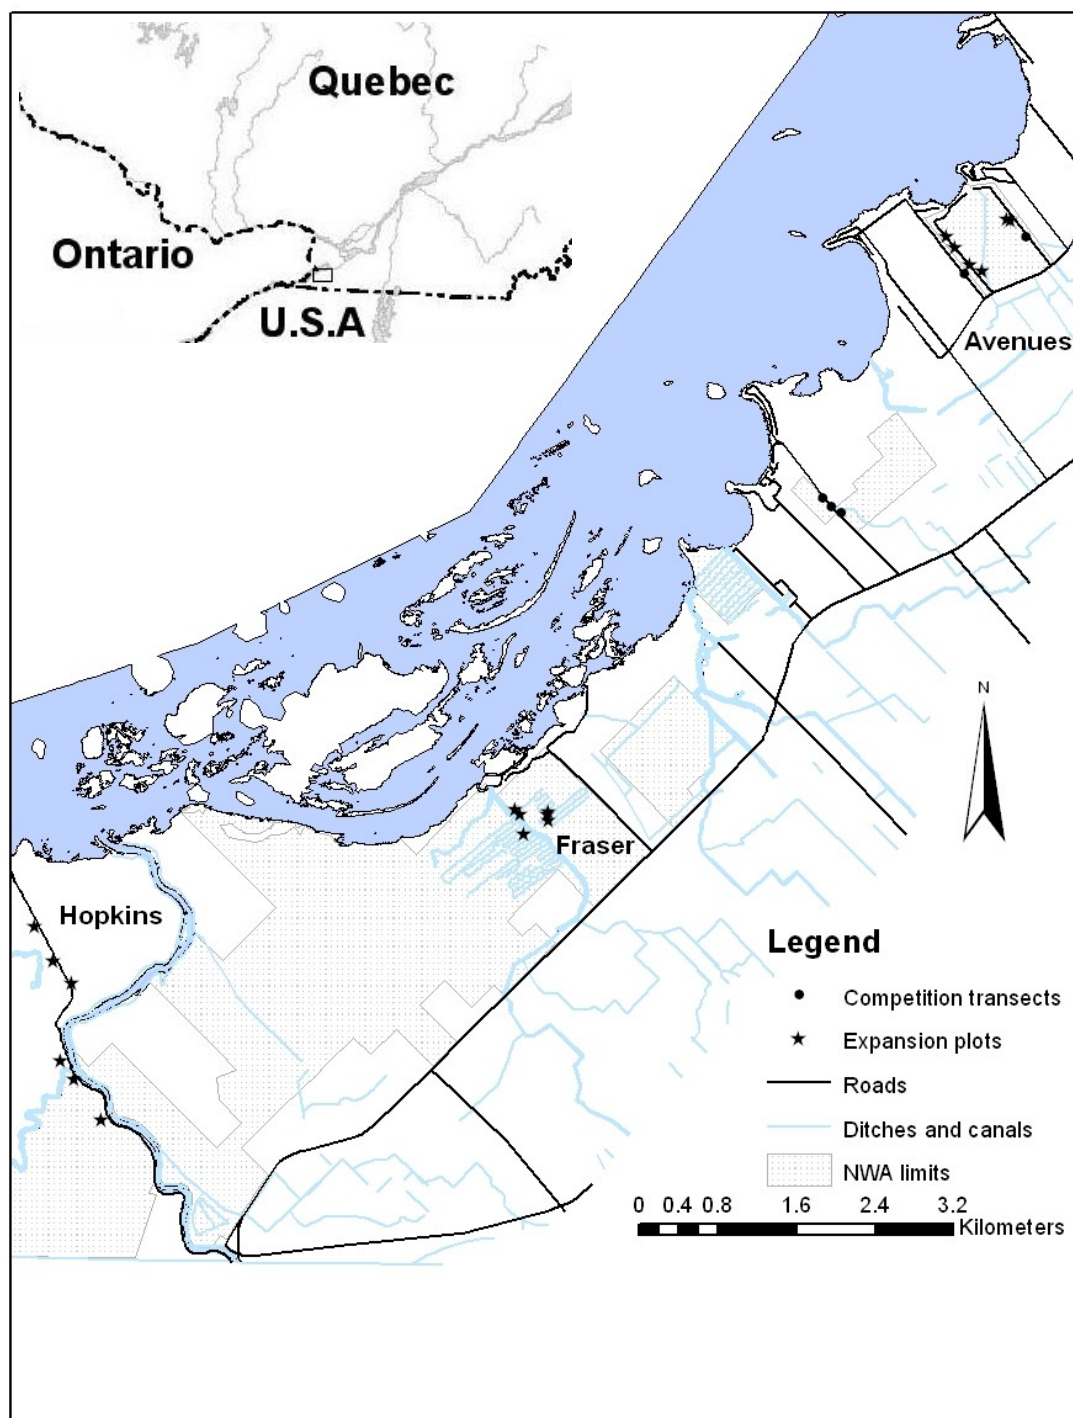 Quebec
Ontario
U.S.A
Avenues
N
Fraser
Hopkins
Legend
Competition transects
Expansion plots
Roads
Ditches and canals
NWA limits
0 0.4 0.8 1.6 2.4 3.2
Kilometers